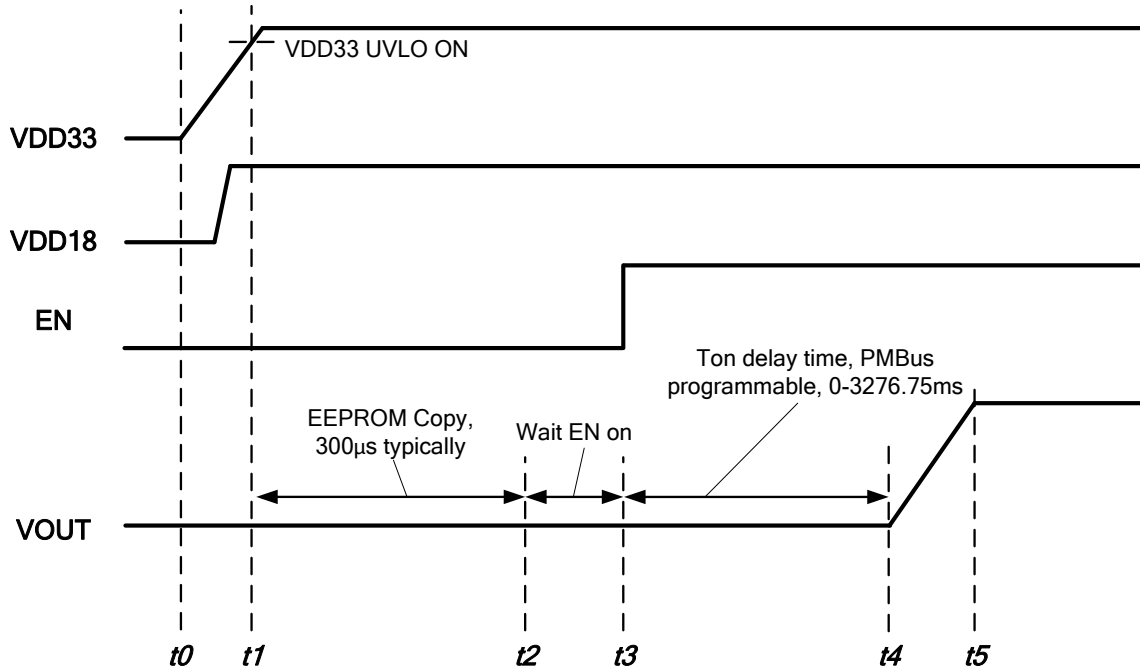 VDD33 UVLO ON
VDD33
VDD18
EN
Ton delay time, PMBus
programmable, 0-3276.75ms
EEPROM Copy,
300μs typically
Wait EN on
VOUT
t0
t1
t2
t3
t4
t5